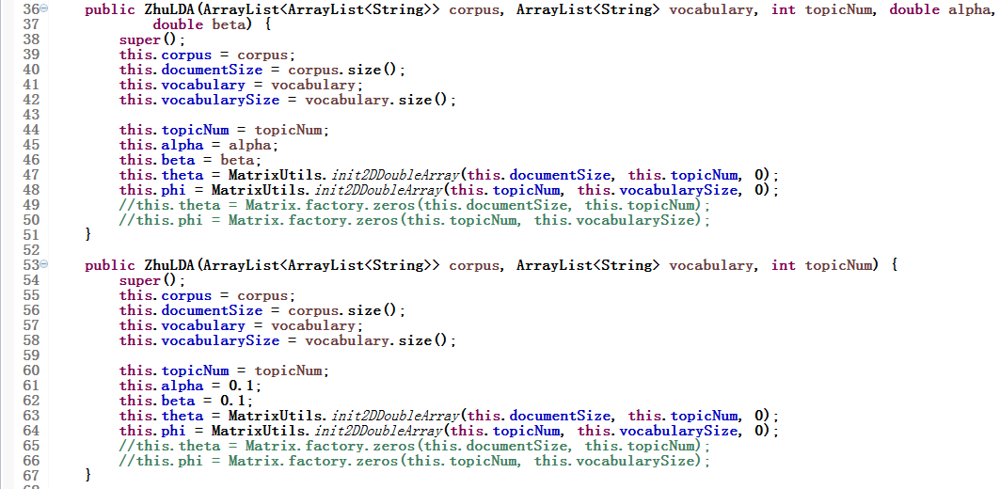 36 public ZhuLDA(ArrayList<ArrayList<String>> corpus, ArrayList<String> vocabulary, int topicNum, double alpha,
37 double beta) {
38 super();
39 this.corpus = corpus;
40 this.documentSize = corpus.size();
41 this.vocabulary = vocabulary;
42 this.vocabularySize = vocabulary.size();
43
44 this.topicNum = topicNum;
45 this.alpha = alpha;
46 this.beta = beta;
47 this.theta = MatrixUtils.init2DDoubleArray(this.documentSize, this.topicNum, 0);
48 this.phi = MatrixUtils.init2DDoubleArray(this.topicNum, this.vocabularySize, 0);
49 //this.theta = Matrix.factory.zeros(this.documentSize, this.topicNum);
50 //this.phi = Matrix.factory.zeros(this.topicNum, this.vocabularySize);
51 }
52
53 public ZhuLDA(ArrayList<ArrayList<String>> corpus, ArrayList<String> vocabulary, int topicNum) {
54 super();
55 this.corpus = corpus;
56 this.documentSize = corpus.size();
57 this.vocabulary = vocabulary;
58 this.vocabularySize = vocabulary.size();
59
60 this.topicNum = topicNum;
61 this.alpha = 0.1;
62 this.beta = 0.1;
63 this.theta = MatrixUtils.init2DDoubleArray(this.documentSize, this.topicNum, 0);
64 this.phi = MatrixUtils.init2DDoubleArray(this.topicNum, this.vocabularySize, 0);
65 //this.theta = Matrix.factory.zeros(this.documentSize, this.topicNum);
66 //this.phi = Matrix.factory.zeros(this.topicNum, this.vocabularySize);
67 }